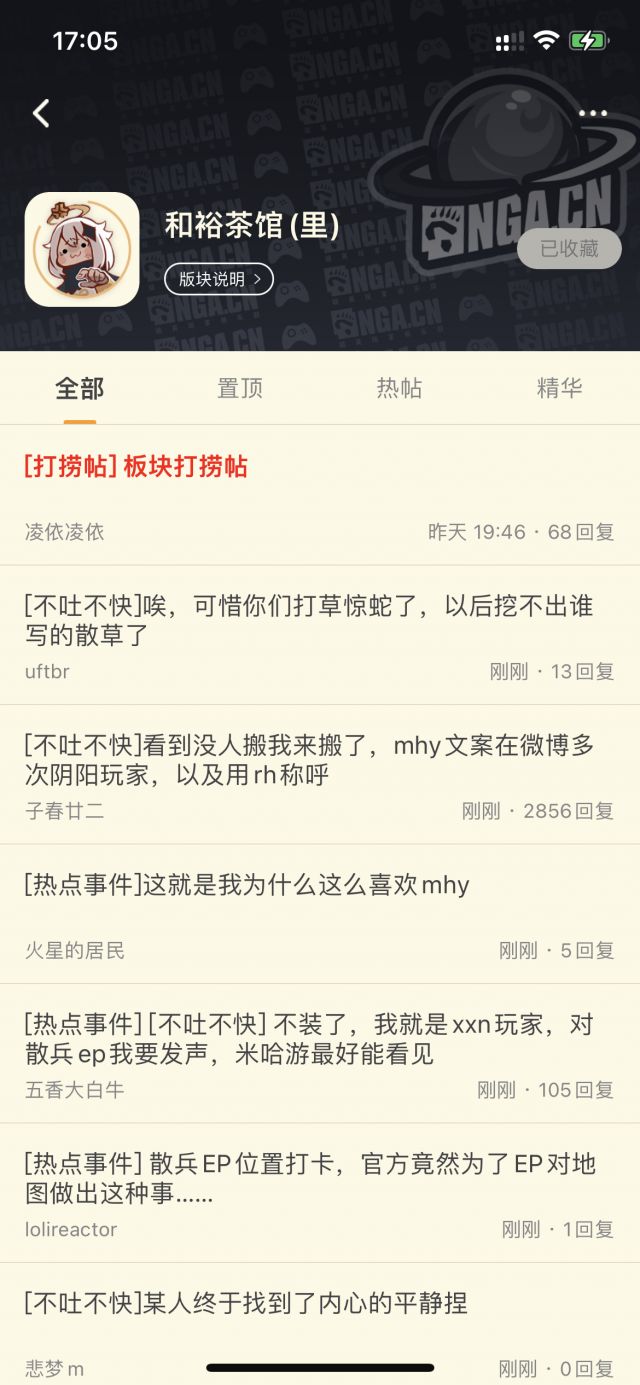 17:05
NGA.CN
和裕茶馆(里)
已收藏
版块说明 >
全部 置顶 热帖 精华
[打捞帖] 板块打捞帖
凌依凌依 昨天 19:46 · 68回复
[不吐不快]唉，可惜你们打草惊蛇了，以后挖不出谁
写的散草了
uftbr 刚刚 · 13回复
[不吐不快]看到没人搬我来搬了，mhy文案在微博多
次阴阳玩家，以及用rh称呼
子春廿二 刚刚 · 2856回复
[热点事件]这就是我为什么这么喜欢mhy
火星的居民 刚刚 · 5回复
[热点事件] [不吐不快] 不装了，我就是xxn玩家，对
散兵ep我要发声，米哈游最好能看见
五香大白牛 刚刚 · 105回复
[热点事件] 散兵EP位置打卡，官方竟然为了EP对地
图做出这种事......
lolireactor 刚刚 · 1回复
[不吐不快]某人终于找到了内心的平静捏
悲梦m 刚刚 · 0回复